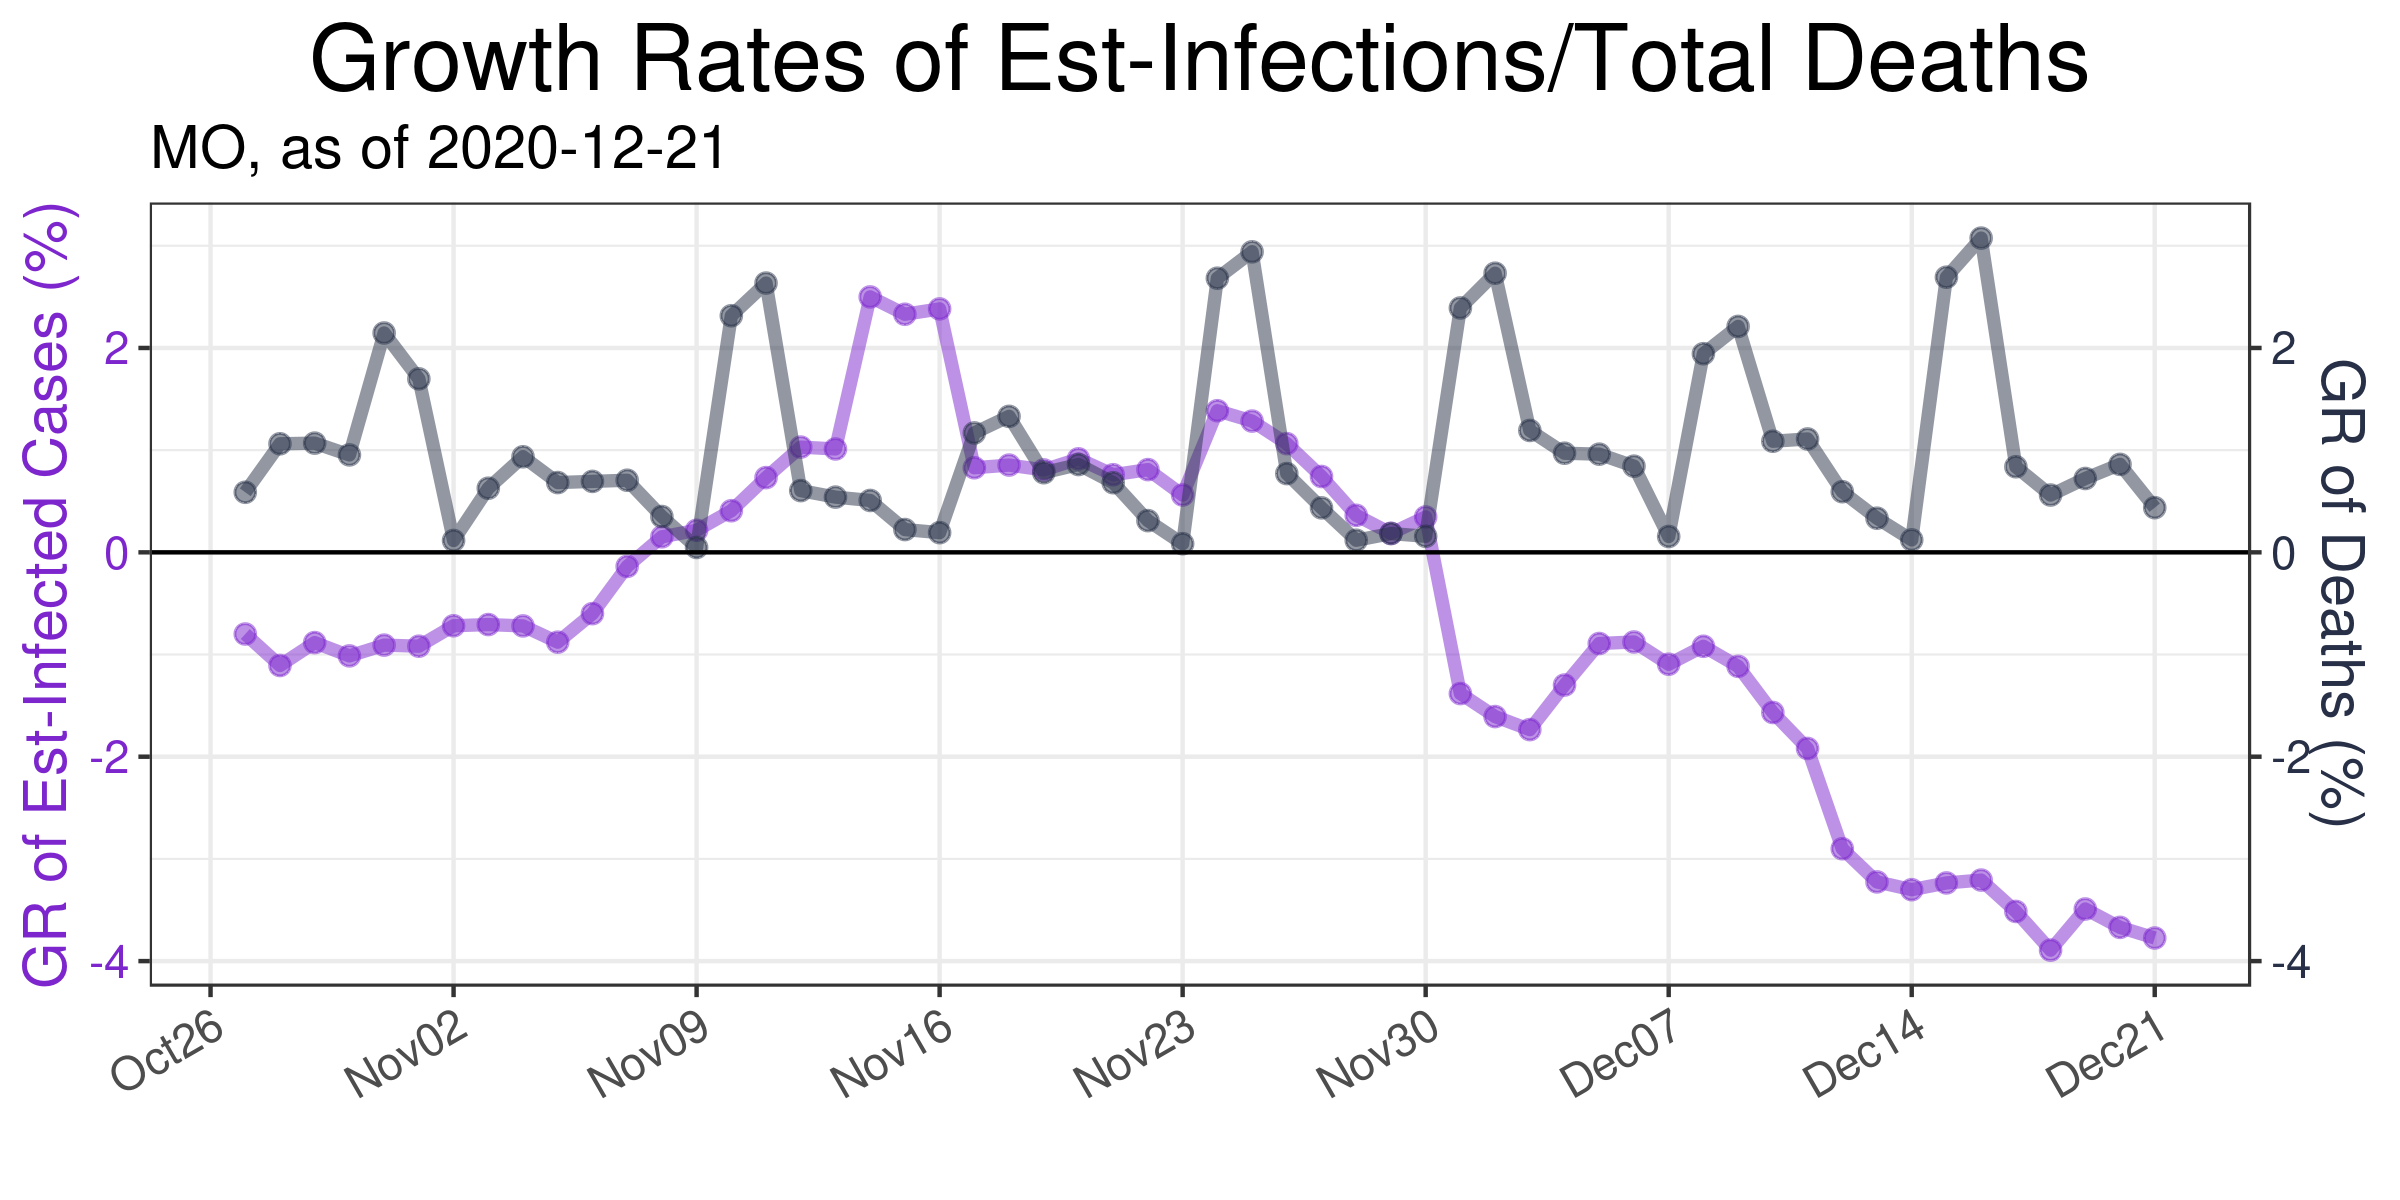 Growth Rates of Est-Infections/Total Deaths
MO, as of 2020-12-21
GR of Est-Infected Cases (%)
2
0
-2
-4
2
0
-2
-4
GR of Deaths (%)
Oct26
Nov02
Nov09
Nov16
Nov23
Nov30
Dec07
Dec14
Dec21